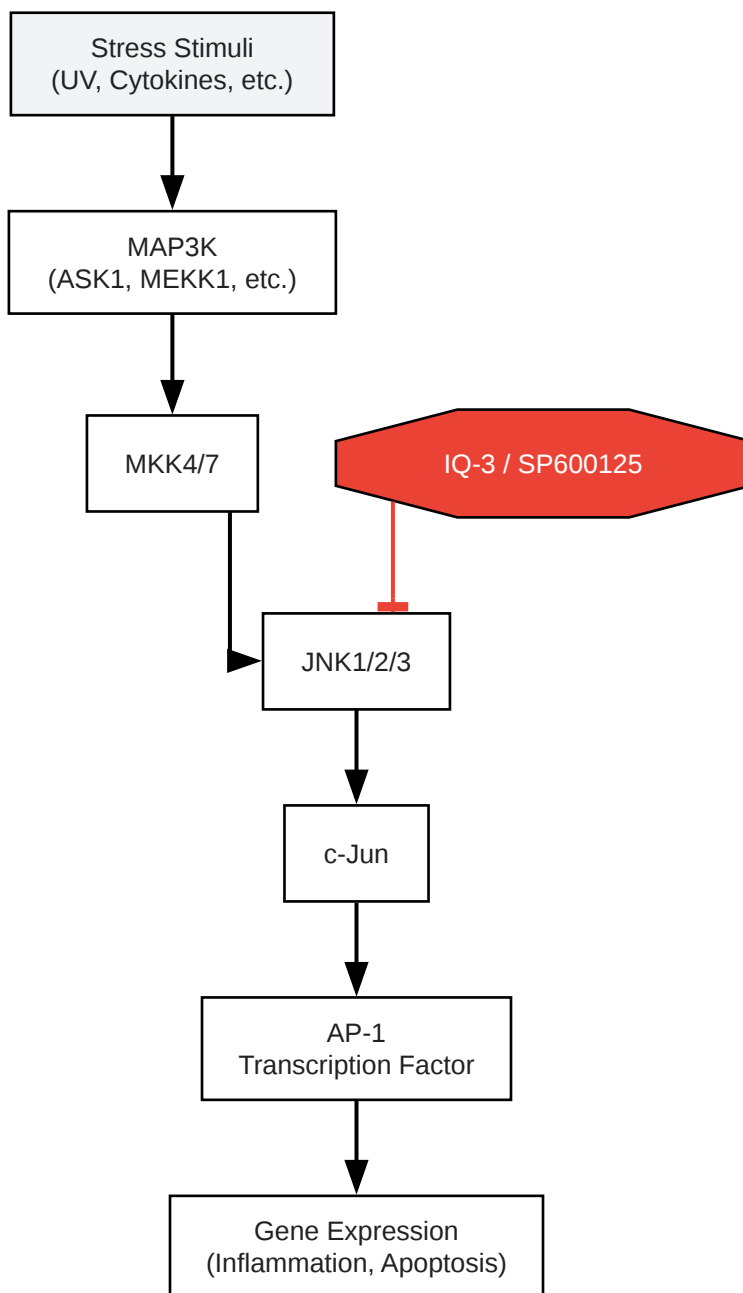 Stress Stimuli
(UV, Cytokines, etc.)
MAP3K
(ASK1, MEKK1, etc.)
MKK4/7
IQ-3 / SP600125
JNK1/2/3
c-Jun
AP-1
Transcription Factor
Gene Expression
(Inflammation, Apoptosis)